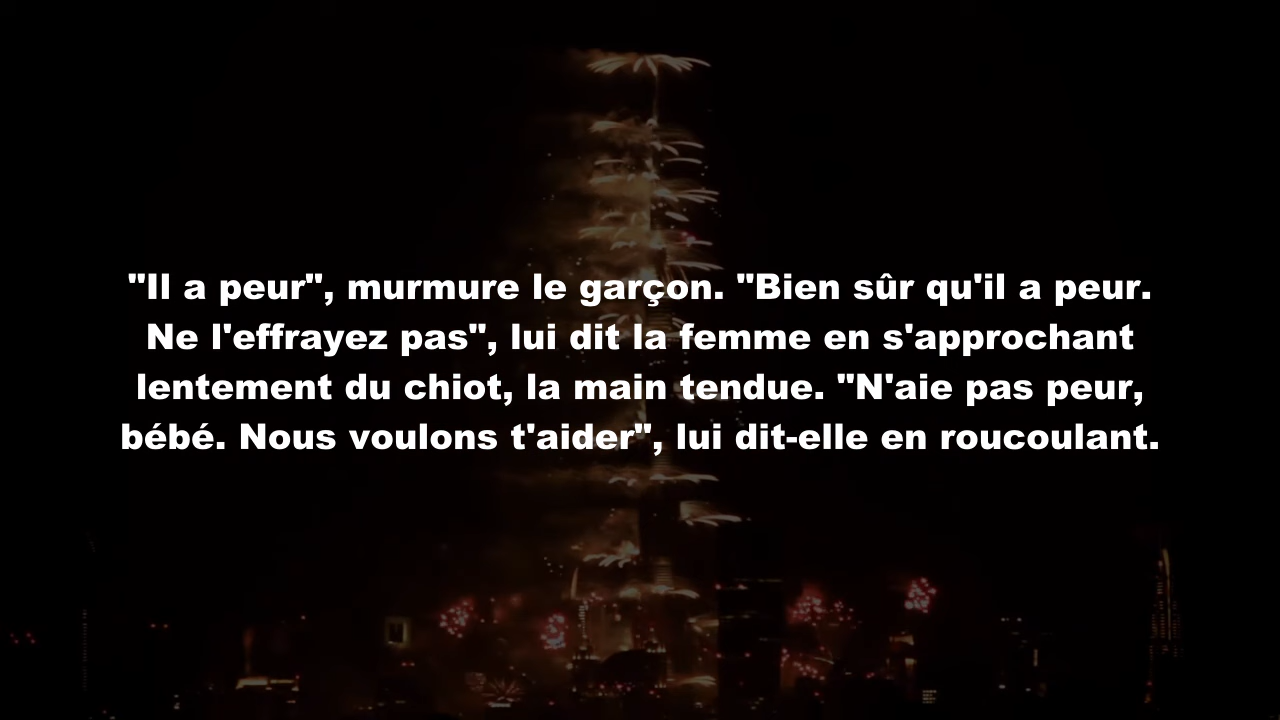 "Il a peur", murmure le garçon. "Bien sûr qu'il a peur.
Ne l'effrayez pas", lui dit la femme en s'approchant
lentement du chiot, la main tendue. "N'aie pas peur,
bébé. Nous voulons t'aider", lui dit-elle en roucoulant.